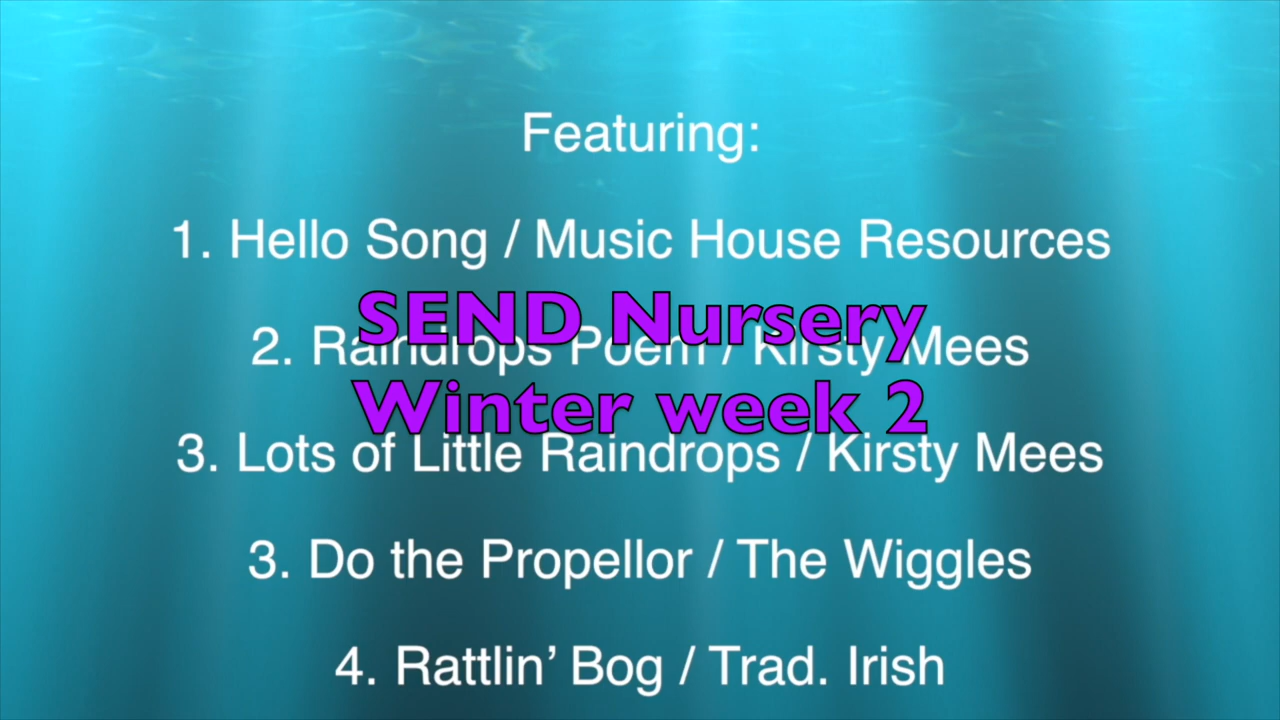 Featuring:
1. Hello Song / Music House Resources
SEND Nursery
2. Raindrops Poem / Kirsty Mees
Winter week 2
3. Lots of Little Raindrops / Kirsty Mees
3. Do the Propellor / The Wiggles
4. Rattlin’ Bog / Trad. Irish